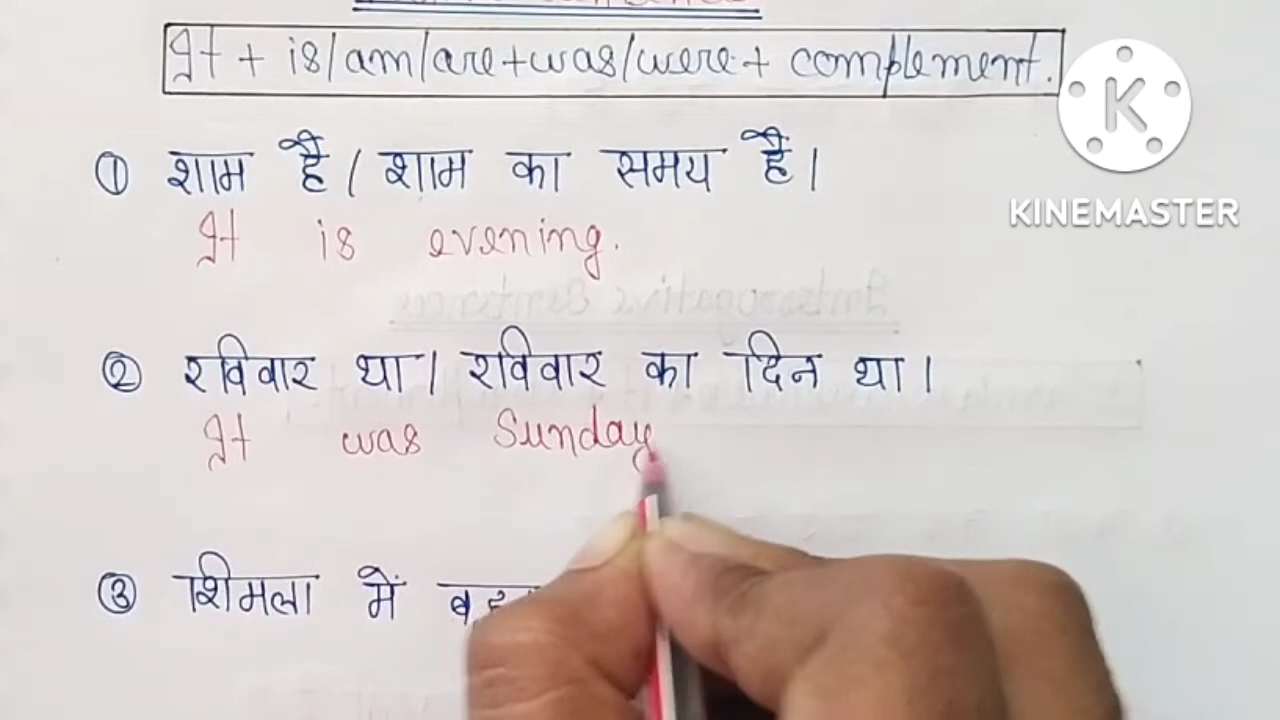 It + is/am/are+was/were+ complement.
① शाम है। शाम का समय है।
It is evening.
② रविवार था। रविवार का दिन था।
It was Sunday
③ शिमला में
K
KINEMASTER